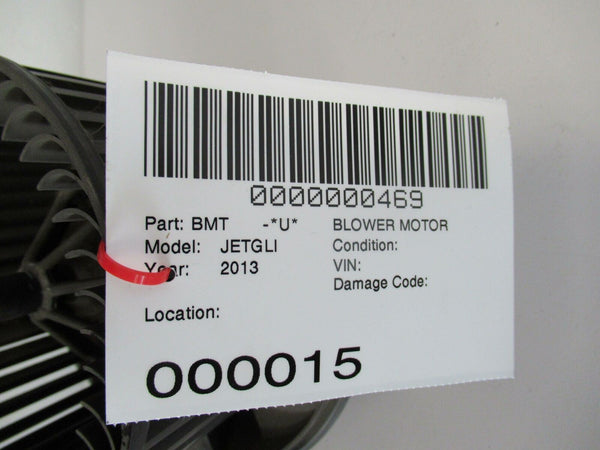 0000000469
Part: BMT -*U* BLOWER MOTOR
Model: JETGLI Condition:
Year: 2013 VIN:
Damage Code:
Location:
000015